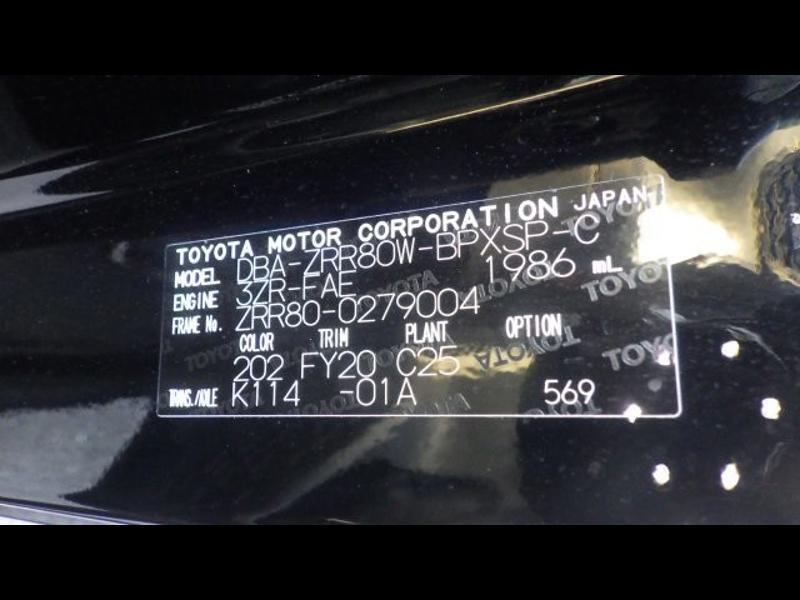 TOYOTA MOTOR CORPORATION JAPAN
MODEL DBA-ZRR80W-BPXSP-C
ENGINE 3ZR-FAE 1986 mL
FRAME No. ZRR80-0279004
COLOR TRIM PLANT OPTION
202 FY20 C25
TRANS./AXLE K114 -01A 569